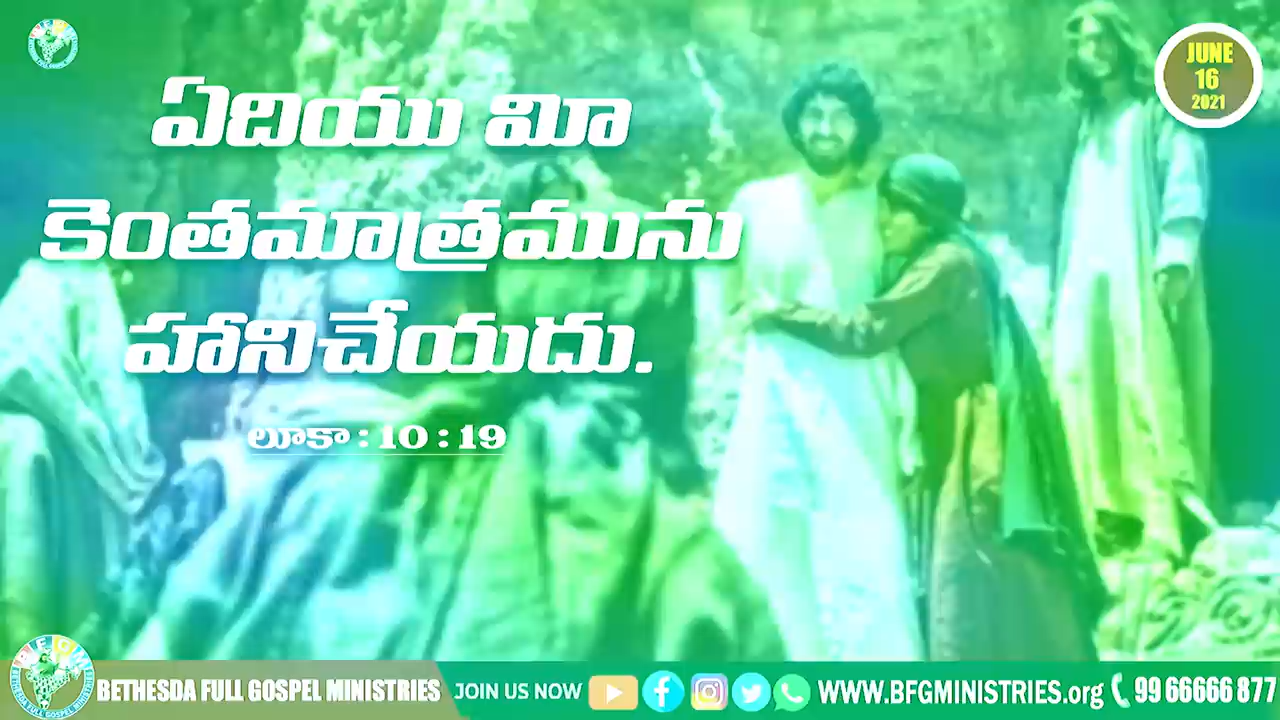 JUNE
16
2021
ఏదియు మీ
కెంతమాత్రమును
హానిచేయదు.
లూకా : 10 : 19
BETHESDA FULL GOSPEL MINISTRIES
JOIN US NOW
WWW.BFGMINISTRIES.org
99 66666 877